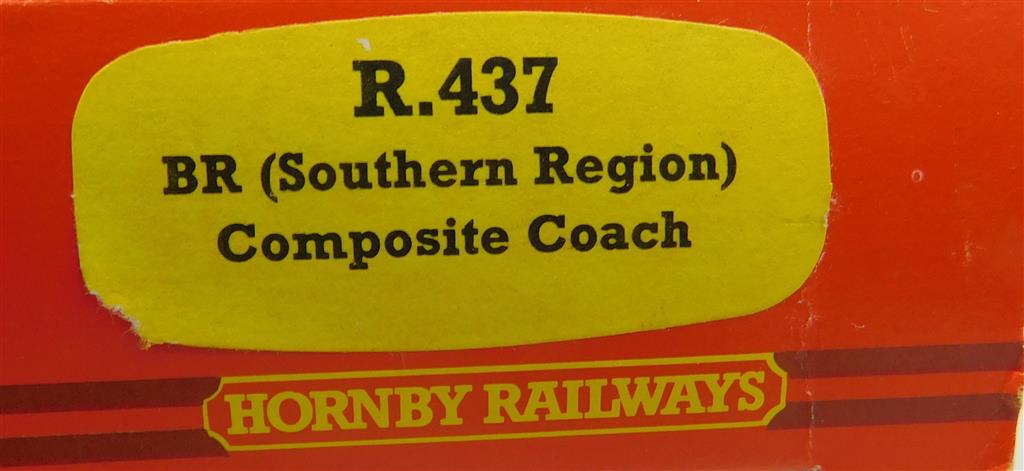 R.437
BR (Southern Region)
Composite Coach
HORNBY RAILWAYS